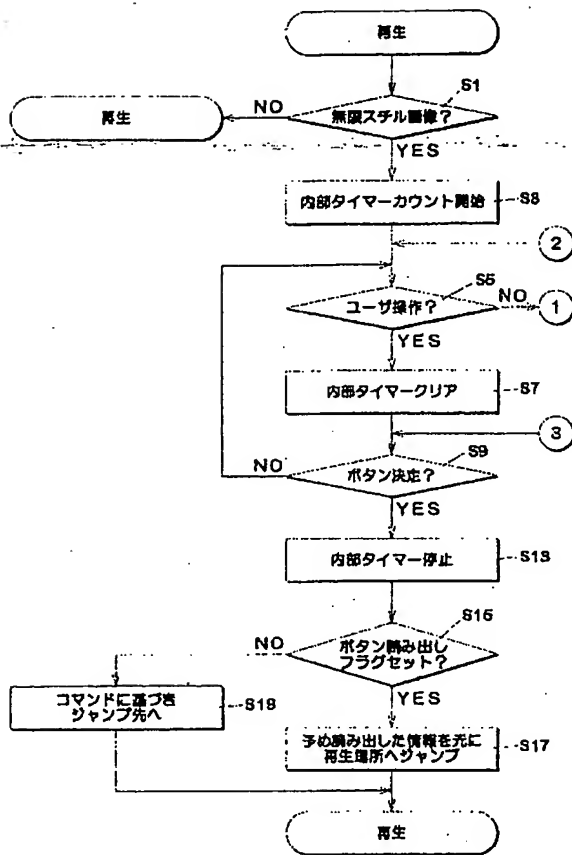 再生
S1
無限スチル画像？
NO
再生
YES
内部タイマーカウント開始
S3
2
S5
ユーザ操作？
NO
1
YES
内部タイマークリア
S7
3
S9
NO
ボタン決定？
YES
内部タイマー停止
S13
S15
NO
ボタン読み出し
フラグセット？
YES
コマンドに基づき
ジャンプ先へ
S19
予め読み出した情報を元に
再生場所へジャンプ
S17
再生